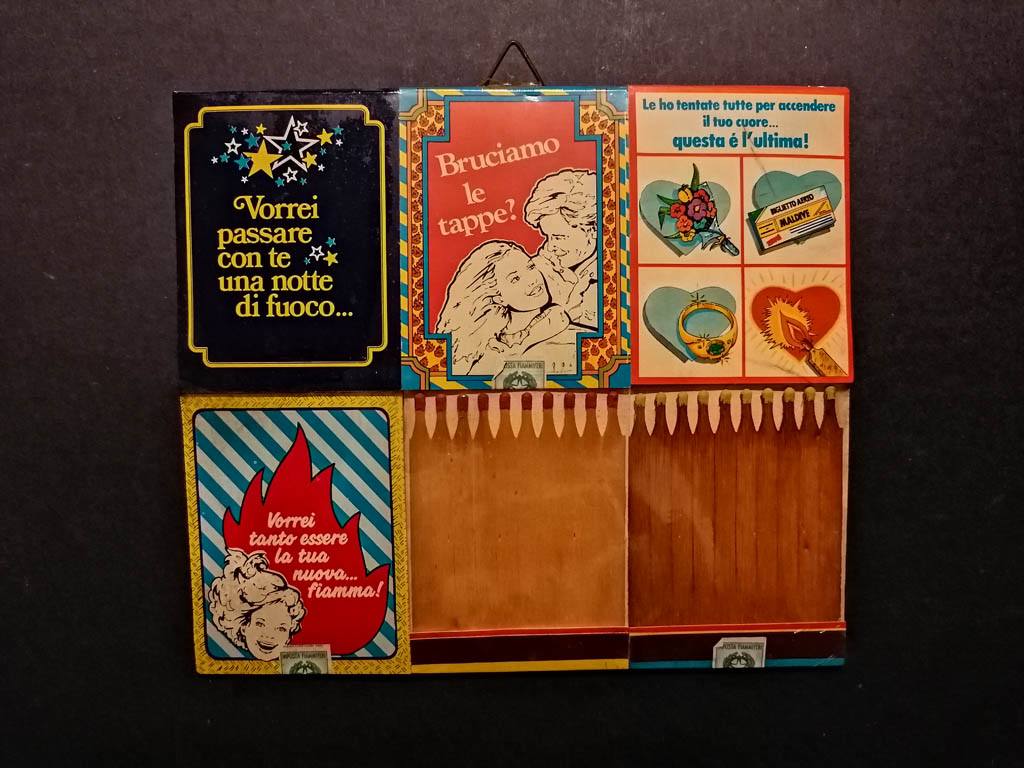 Vorrei
passare
con te
una notte
di fuoco...
Bruciamo
le
tappe?
Le ho tentate tutte per accendere
il tuo cuore...
questa é l'ultima!
BIGLIETTO AEREO
MALDIVE
Vorrei
tanto essere
la tua
nuova...
fiamma!